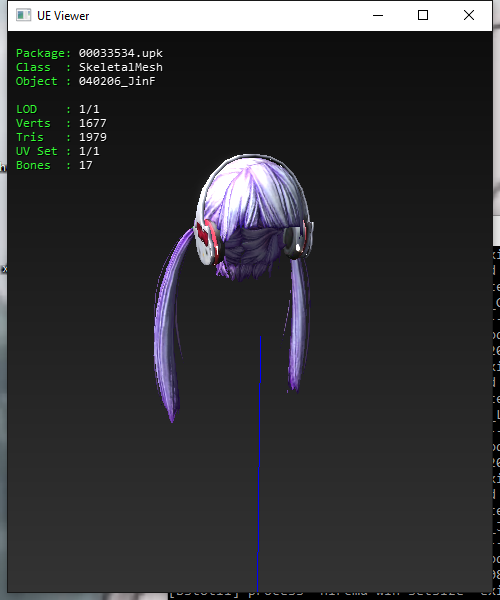 UE Viewer
Package: 00033534.upk
Class : SkeletalMesh
Object : 040206_JinF
LOD : 1/1
Verts : 1677
Tris : 1979
UV Set : 1/1
Bones : 17